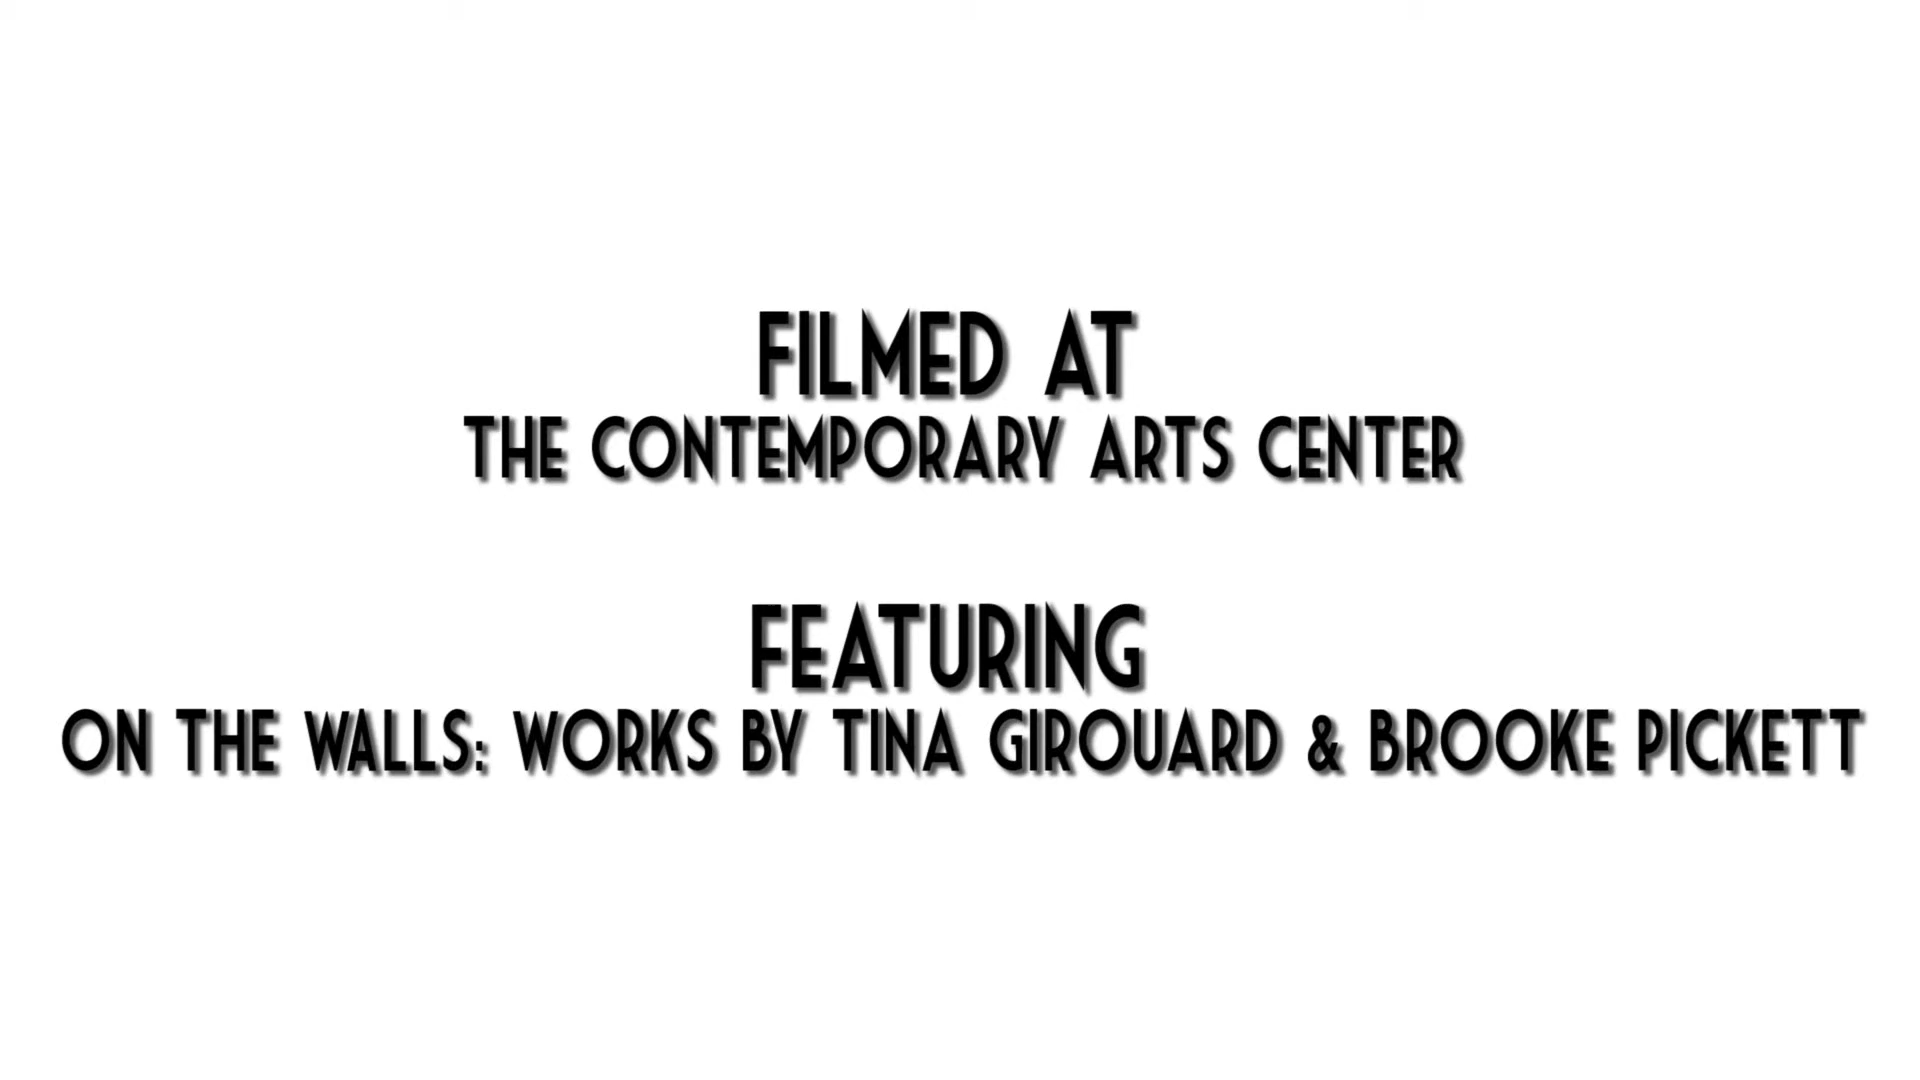 FILMED AT
THE CONTEMPORARY ARTS CENTER
FEATURING
ON THE WALLS: WORKS BY TINA GIROUARD & BROOKE PICKETT